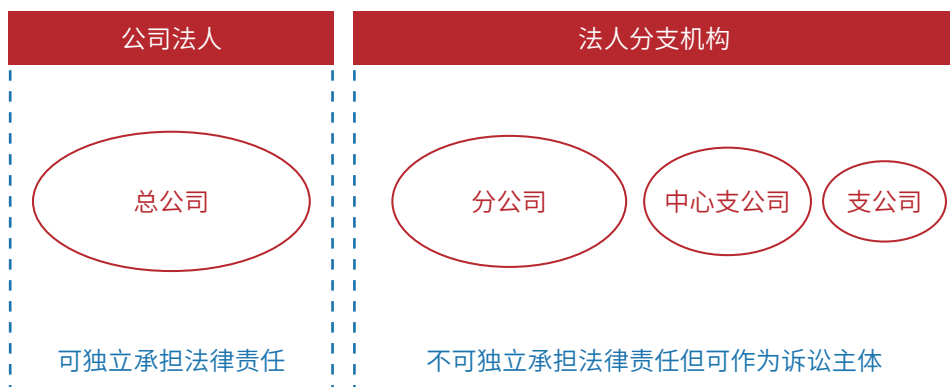 公司法人
法人分支机构
总公司
分公司
中心支公司
支公司
可独立承担法律责任
不可独立承担法律责任但可作为诉讼主体